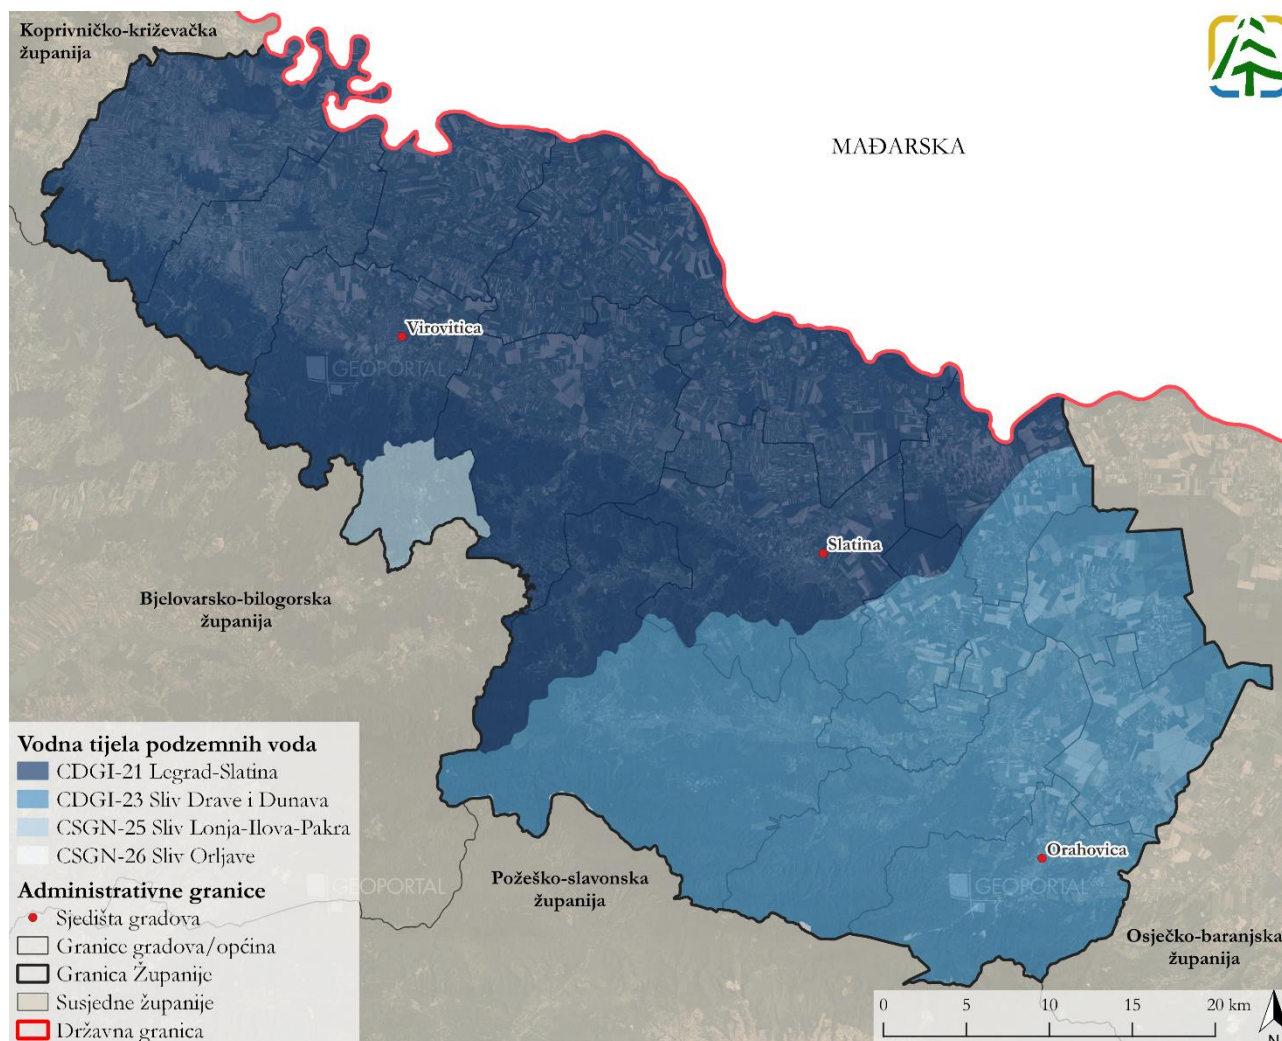 Koprivničko-križevačka
županija
MAĐARSKA
Virovitica
GEOPORTAL
Slatina
Bjelovarsko-bilogorska
županija
Vodna tijela podzemnih voda
CDGI-21 Legrad-Slatina
CDGI-23 Sliv Drave i Dunava
CSGN-25 Sliv Lonja-Ilova-Pakra
CSGN-26 Sliv Orljave
Administrativne granice
Sjedišta gradova
Granice gradova/općina
Granica Županije
Susjedne županije
Državna granica
GEOPORTAL
Požeško-slavonska
županija
Orahovica
GEOPORTAL
Osječko-baranjska
županija
0 5 10 15 20 km
N